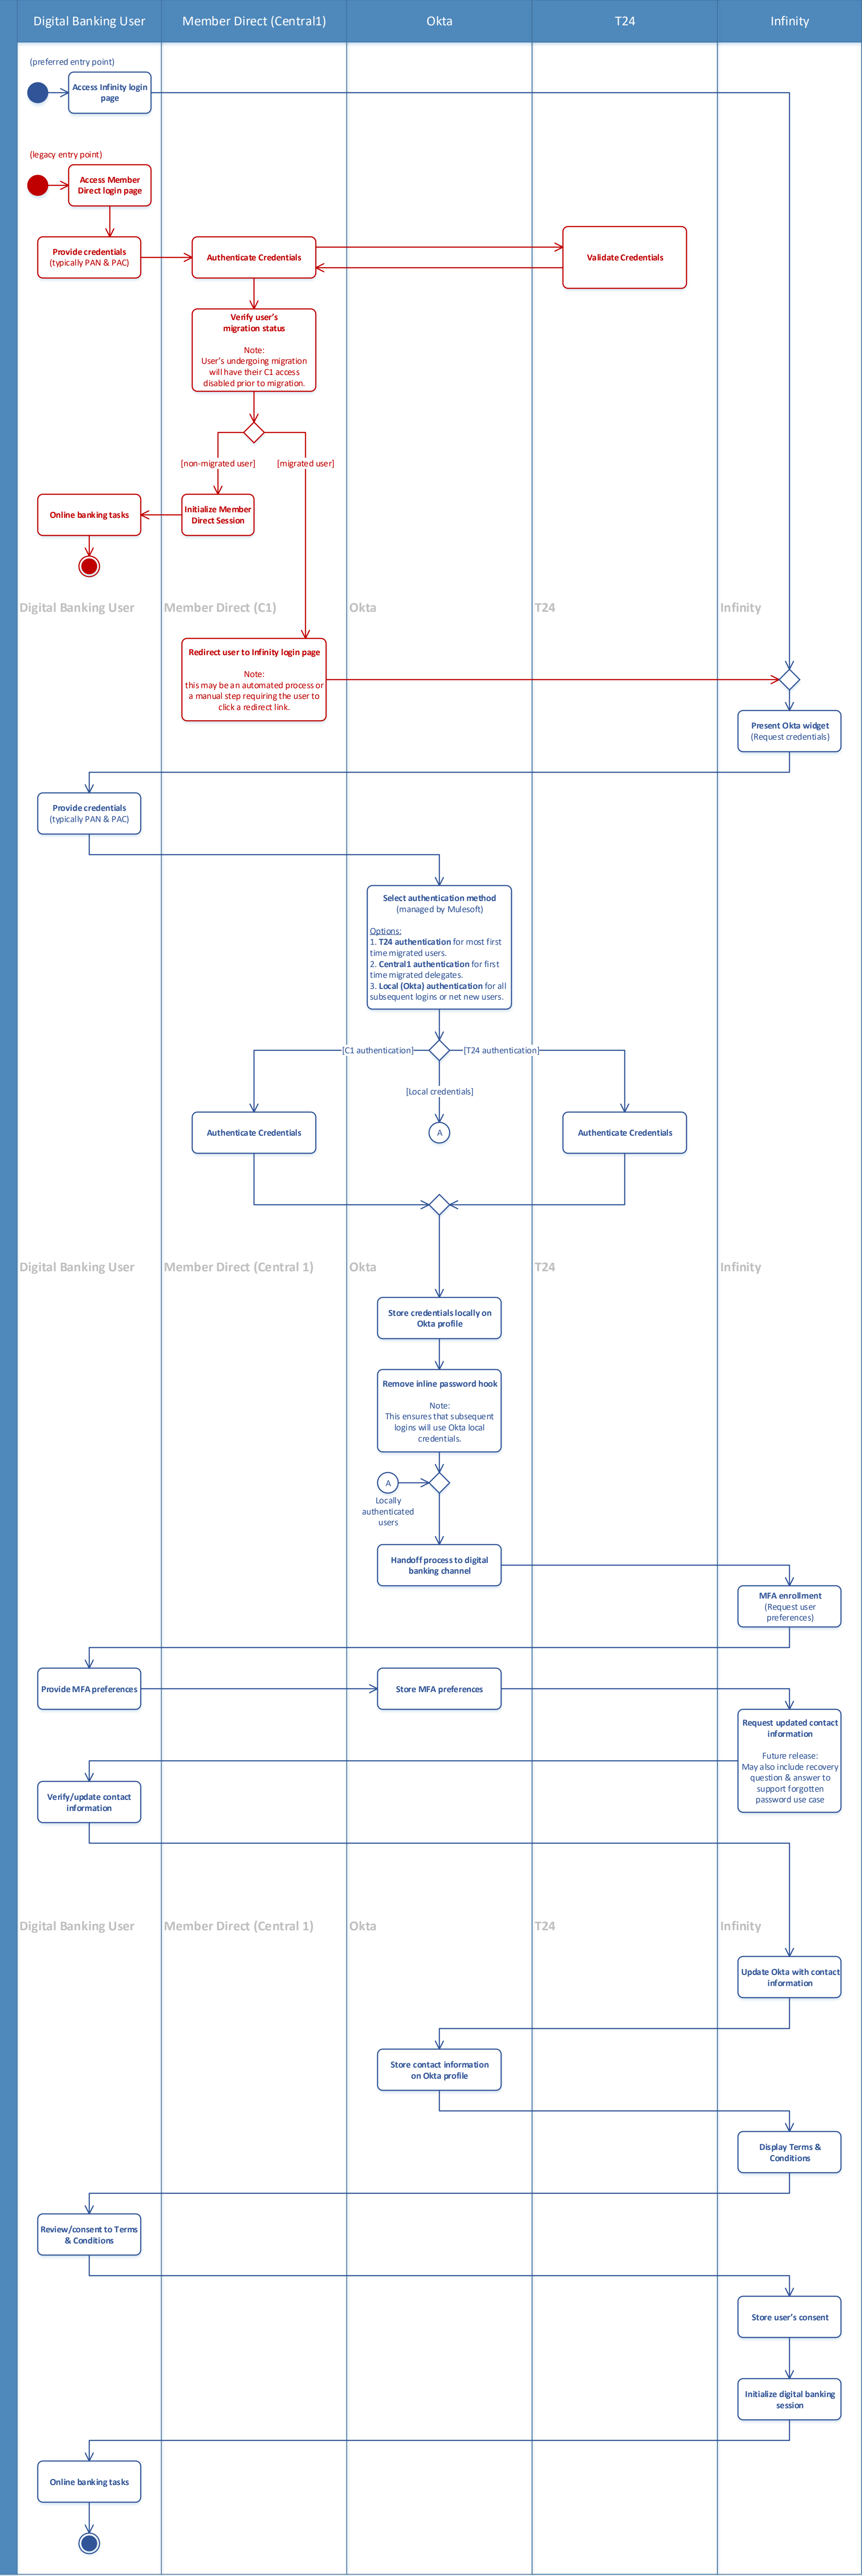 Digital Banking User
Member Direct (Central1)
Okta
T24
Infinity
(preferred entry point)
Access Infinity login
page
(legacy entry point)
Access Member
Direct login page
Provide credentials
(typically PAN & PAC)
Authenticate Credentials
Validate Credentials
Verify user's
migration status
Note:
User's undergoing migration
will have their C1 access
disabled prior to migration.
[non-migrated user]
[migrated user]
Online banking tasks
Initialize Member
Direct Session
Digital Banking User
Member Direct (C1)
Okta
T24
Infinity
Redirect user to Infinity login page
Note:
this may be an automated process or
a manual step requiring the user to
click a redirect link.
Present Okta widget
(Request credentials)
Provide credentials
(typically PAN & PAC)
Select authentication method
(managed by Mulesoft)
Options:
1. T24 authentication for most first
time migrated users.
2. Central1 authentication for first
time migrated delegates.
3. Local (Okta) authentication for all
subsequent logins or net new users.
[C1 authentication]
[T24 authentication]
[Local credentials]
Authenticate Credentials
A
Authenticate Credentials
Digital Banking User
Member Direct (Central 1)
Okta
T24
Infinity
Store credentials locally on
Okta profile
Remove inline password hook
Note:
This ensures that subsequent
logins will use Okta local
credentials.
A
Locally
authenticated
users
Handoff process to digital
banking channel
MFA enrollment
(Request user
preferences)
Provide MFA preferences
Store MFA preferences
Request updated contact
information
Future release:
May also include recovery
question & answer to
support forgotten
password use case
Verify/update contact
information
Digital Banking User
Member Direct (Central 1)
Okta
T24
Infinity
Update Okta with contact
information
Store contact information
on Okta profile
Display Terms &
Conditions
Review/consent to Terms
& Conditions
Store user's consent
Initialize digital banking
session
Online banking tasks